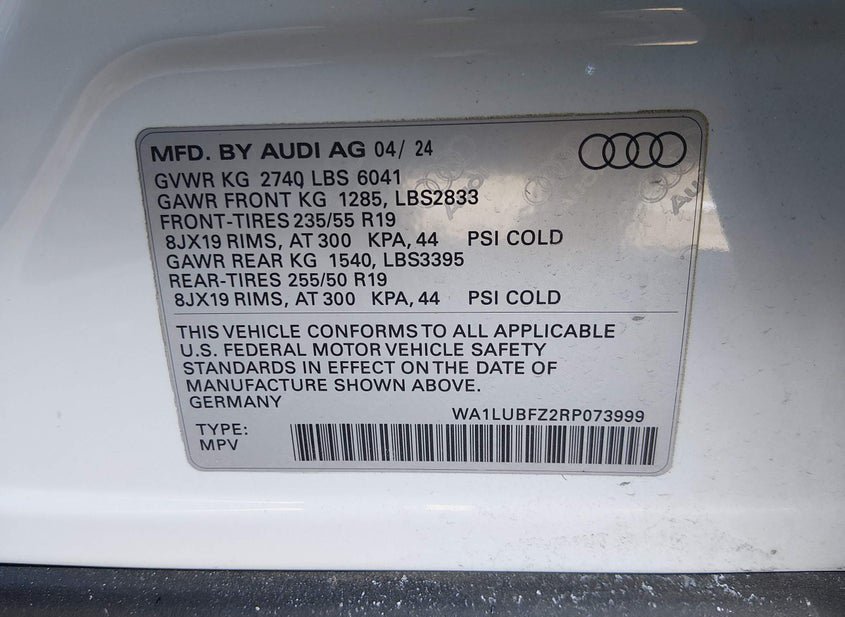 MFD. BY AUDI AG 04/ 24
GVWR KG 2740 LBS 6041
GAWR FRONT KG 1285, LBS2833
FRONT-TIRES 235/55 R19
8JX19 RIMS, AT 300 KPA, 44 PSI COLD
GAWR REAR KG 1540, LBS3395
REAR-TIRES 255/50 R19
8JX19 RIMS, AT 300 KPA, 44 PSI COLD
THIS VEHICLE CONFORMS TO ALL APPLICABLE
U.S. FEDERAL MOTOR VEHICLE SAFETY
STANDARDS IN EFFECT ON THE DATE OF
MANUFACTURE SHOWN ABOVE.
GERMANY
WA1LUBFZ2RP073999
TYPE:
MPV